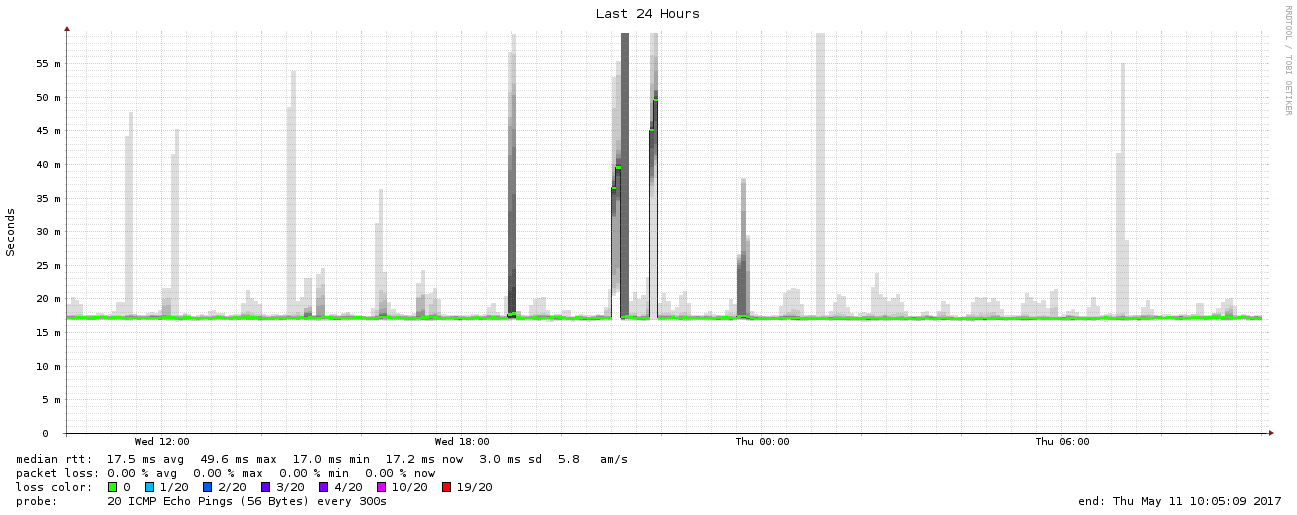 Last 24 Hours
RRDTOOL / TOBI OETIKER
Seconds
55 m
50 m
45 m
40 m
35 m
30 m
25 m
20 m
15 m
10 m
5 m
0
Wed 12:00 Wed 18:00 Thu 00:00 Thu 06:00
median rtt: 17.5 ms avg 49.6 ms max 17.0 ms min 17.2 ms now 3.0 ms sd 5.8 am/s
packet loss: 0.00 % avg 0.00 % max 0.00 % min 0.00 % now
loss color: 0 1/20 2/20 3/20 4/20 10/20 19/20
probe: 20 ICMP Echo Pings (56 Bytes) every 300s end: Thu May 11 10:05:09 2017